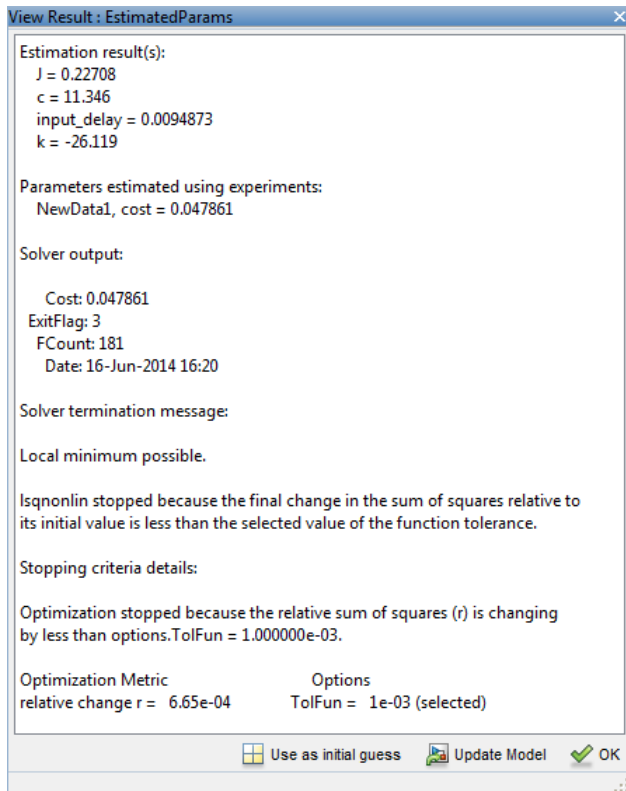 View Result : EstimatedParams
Estimation result(s):
J = 0.22708
c = 11.346
input_delay = 0.0094873
k = -26.119
Parameters estimated using experiments:
NewData1, cost = 0.047861
Solver output:
Cost: 0.047861
ExitFlag: 3
FCount: 181
Date: 16-Jun-2014 16:20
Solver termination message:
Local minimum possible.
lsqnonlin stopped because the final change in the sum of squares relative to
its initial value is less than the selected value of the function tolerance.
Stopping criteria details:
Optimization stopped because the relative sum of squares (r) is changing
by less than options.TolFun = 1.000000e-03.
Optimization Metric Options
relative change r = 6.65e-04 TolFun = 1e-03 (selected)
Use as initial guess Update Model OK